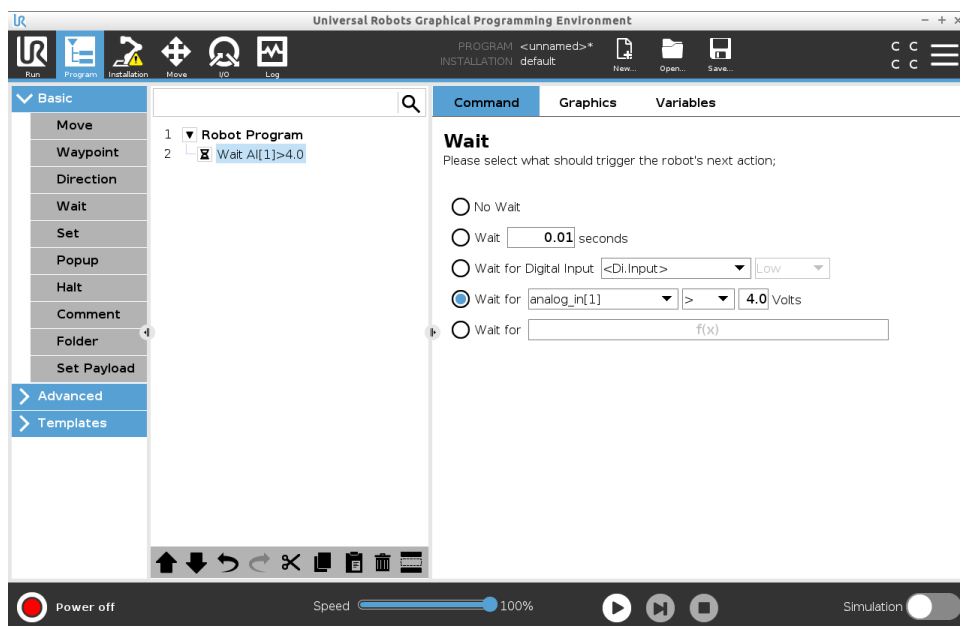 UR Universal Robots Graphical Programming Environment
UR
Run Program Installation Move I/O Log
PROGRAM <unnamed>*
INSTALLATION default
New... Open... Save...
C C
C C
Basic
Move
Waypoint
Direction
Wait
Set
Popup
Halt
Comment
Folder
Set Payload
Advanced
Templates
1 Robot Program
2 Wait AI[1]>4.0
Command Graphics Variables
Wait
Please select what should trigger the robot's next action;
No Wait
Wait 0.01 seconds
Wait for Digital Input <Di.Input> Low
Wait for analog_in[1] > 4.0 Volts
Wait for f(x)
Power off Speed 100% Simulation